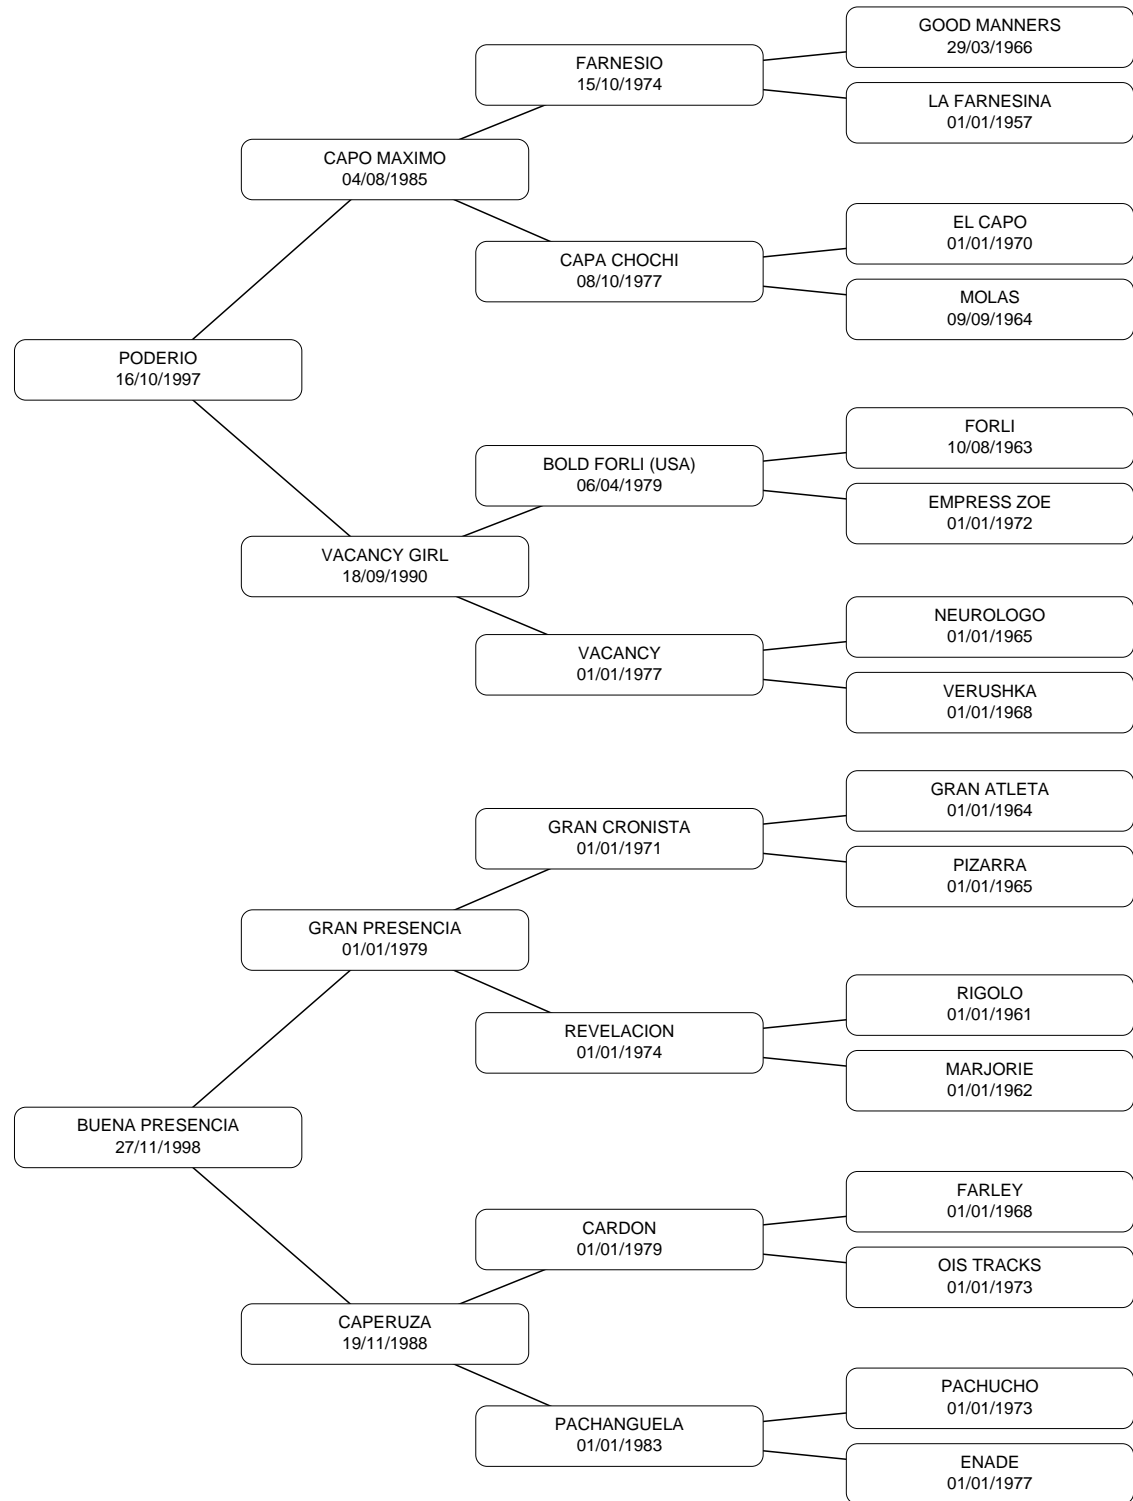 GOOD MANNERS
29/03/1966
FARNESIO
15/10/1974
LA FARNESINA
01/01/1957
CAPO MAXIMO
04/08/1985
EL CAPO
01/01/1970
CAPA CHOCHI
08/10/1977
MOLAS
09/09/1964
PODERIO
16/10/1997
FORLI
10/08/1963
BOLD FORLI (USA)
06/04/1979
EMPRESS ZOE
01/01/1972
VACANCY GIRL
18/09/1990
NEUROLOGO
01/01/1965
VACANCY
01/01/1977
VERUSHKA
01/01/1968
GRAN ATLETA
01/01/1964
GRAN CRONISTA
01/01/1971
PIZARRA
01/01/1965
GRAN PRESENCIA
01/01/1979
RIGOLO
01/01/1961
REVELACION
01/01/1974
MARJORIE
01/01/1962
BUENA PRESENCIA
27/11/1998
FARLEY
01/01/1968
CARDON
01/01/1979
OIS TRACKS
01/01/1973
CAPERUZA
19/11/1988
PACHUCHO
01/01/1973
PACHANGUELA
01/01/1983
ENADE
01/01/1977